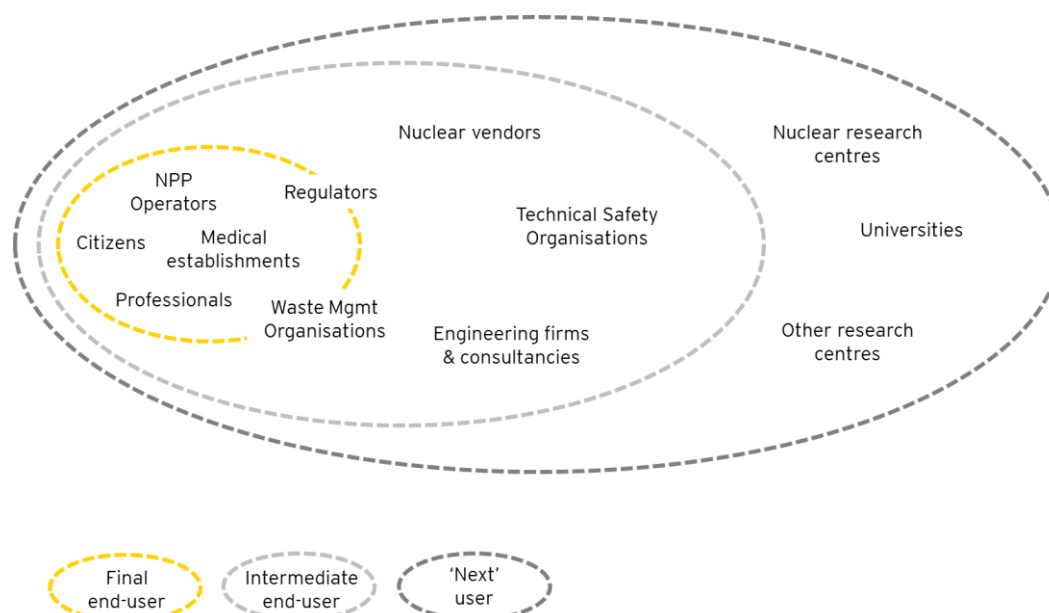 Nuclear vendors
Nuclear research
centres
NPP
Operators
Regulators
Technical Safety
Organisations
Citizens
Medical
establishments
Universities
Professionals
Waste Mgmt
Organisations
Engineering firms
& consultancies
Other research
centres
Final
end-user
Intermediate
end-user
‘Next’
user